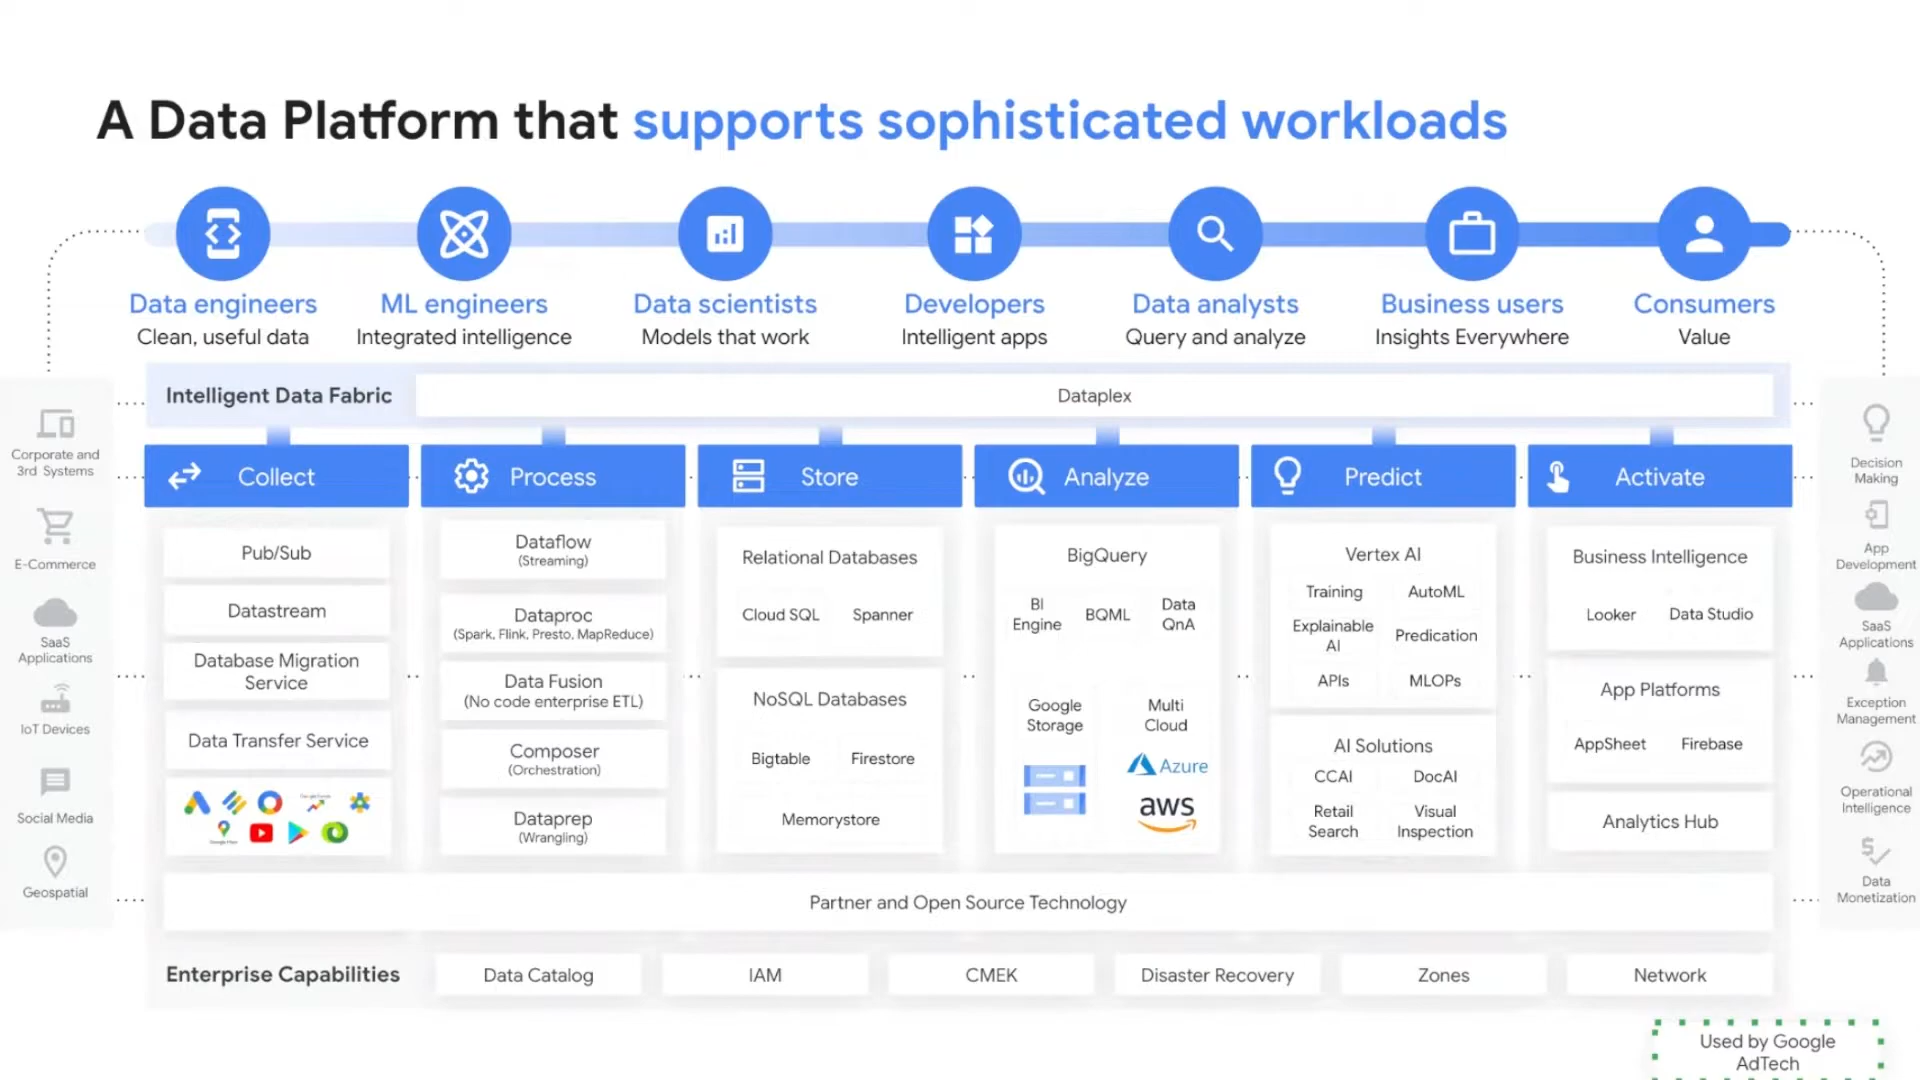 A Data Platform that supports sophisticated workloads
Data engineers
Clean, useful data
ML engineers
Integrated intelligence
Data scientists
Models that work
Developers
Intelligent apps
Data analysts
Query and analyze
Business users
Insights Everywhere
Consumers
Value
Intelligent Data Fabric
Dataplex
Corporate and
3rd Systems
E-Commerce
SaaS
Applications
IoT Devices
Social Media
Geospatial
Collect
Pub/Sub
Datastream
Database Migration
Service
Data Transfer Service
Process
Dataflow
(Streaming)
Dataproc
(Spark, Flink, Presto, MapReduce)
Data Fusion
(No code enterprise ETL)
Composer
(Orchestration)
Dataprep
(Wrangling)
Store
Relational Databases
Cloud SQL
Spanner
NoSQL Databases
Bigtable
Firestore
Memorystore
Analyze
BigQuery
BI
Engine
BQML
Data
QnA
Google
Storage
Multi
Cloud
Azure
aws
Predict
Vertex AI
Training
AutoML
Explainable
AI
Predication
APIs
MLOPs
AI Solutions
CCAI
DocAI
Retail
Search
Visual
Inspection
Activate
Business Intelligence
Looker
Data Studio
App Platforms
AppSheet
Firebase
Analytics Hub
Decision
Making
App
Development
SaaS
Applications
Exception
Management
Operational
Intelligence
Data
Monetization
Partner and Open Source Technology
Enterprise Capabilities
Data Catalog
IAM
CMEK
Disaster Recovery
Zones
Network
Used by Google
AdTech